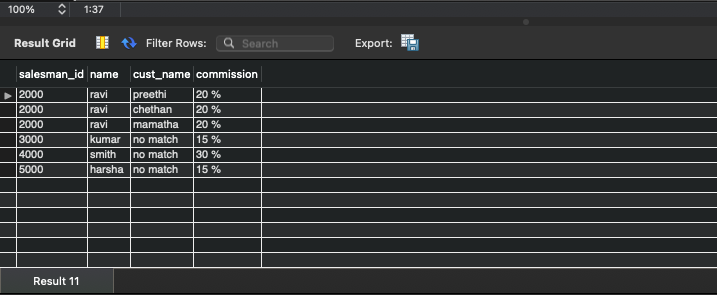 100% 1:37
Result Grid Filter Rows: Search Export:
salesman_id name cust_name commission
2000 ravi preethi 20 %
2000 ravi chethan 20 %
2000 ravi mamatha 20 %
3000 kumar no match 15 %
4000 smith no match 30 %
5000 harsha no match 15 %
Result 11